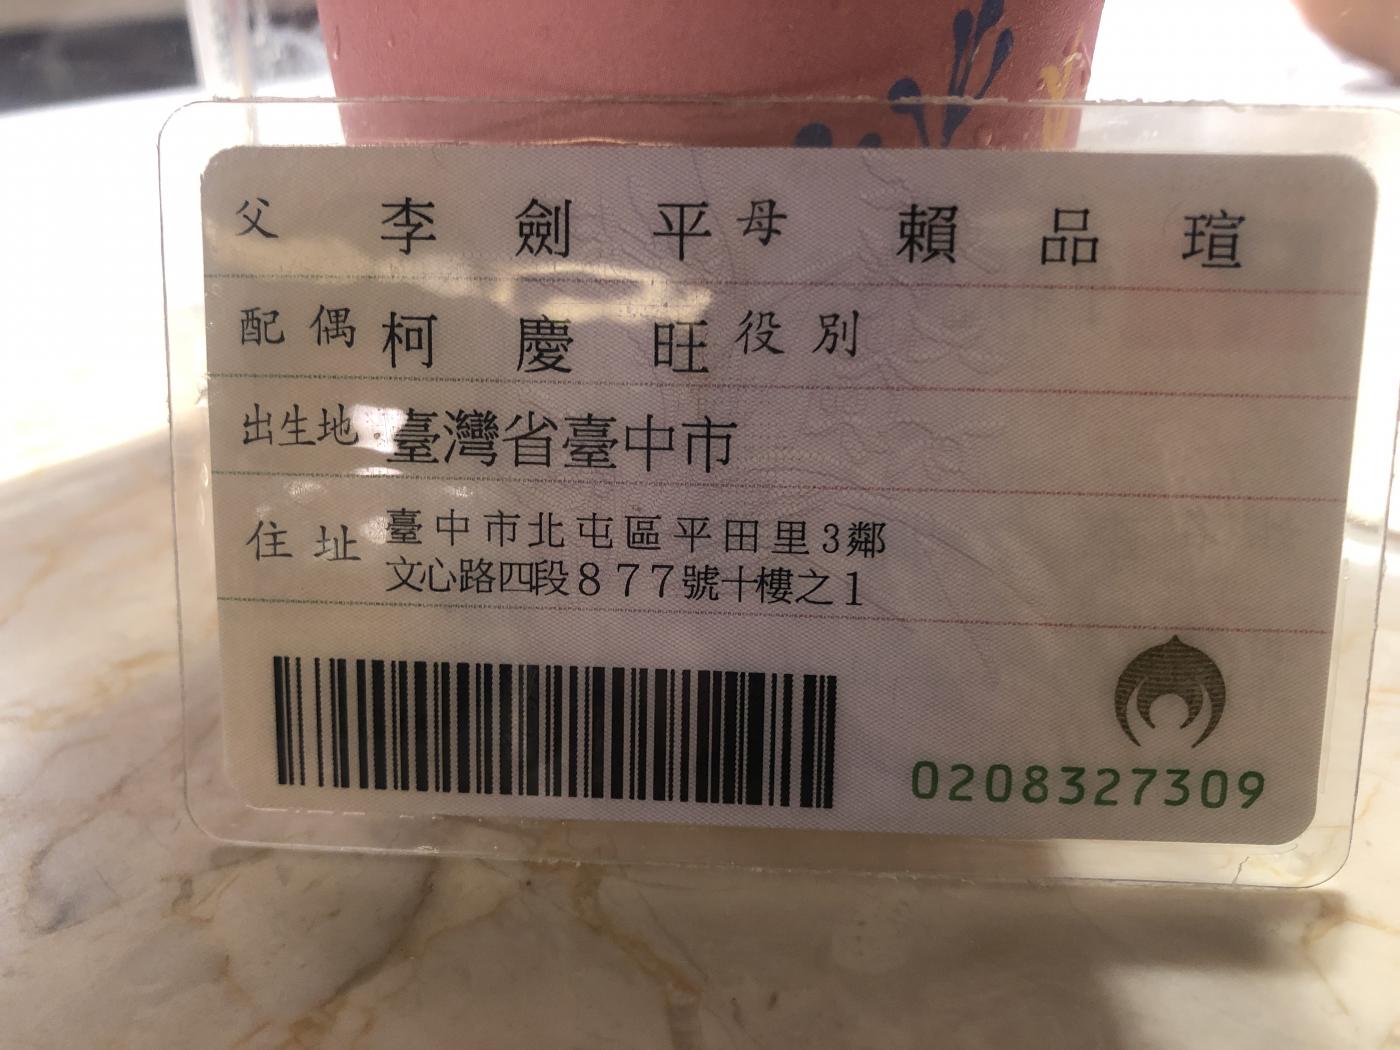 父 李劍平 母 賴品瑄
配偶 柯慶旺 役別
出生地 臺灣省臺中市
住址 臺中市北屯區平田里3鄰
文心路四段877號十樓之1
0208327309